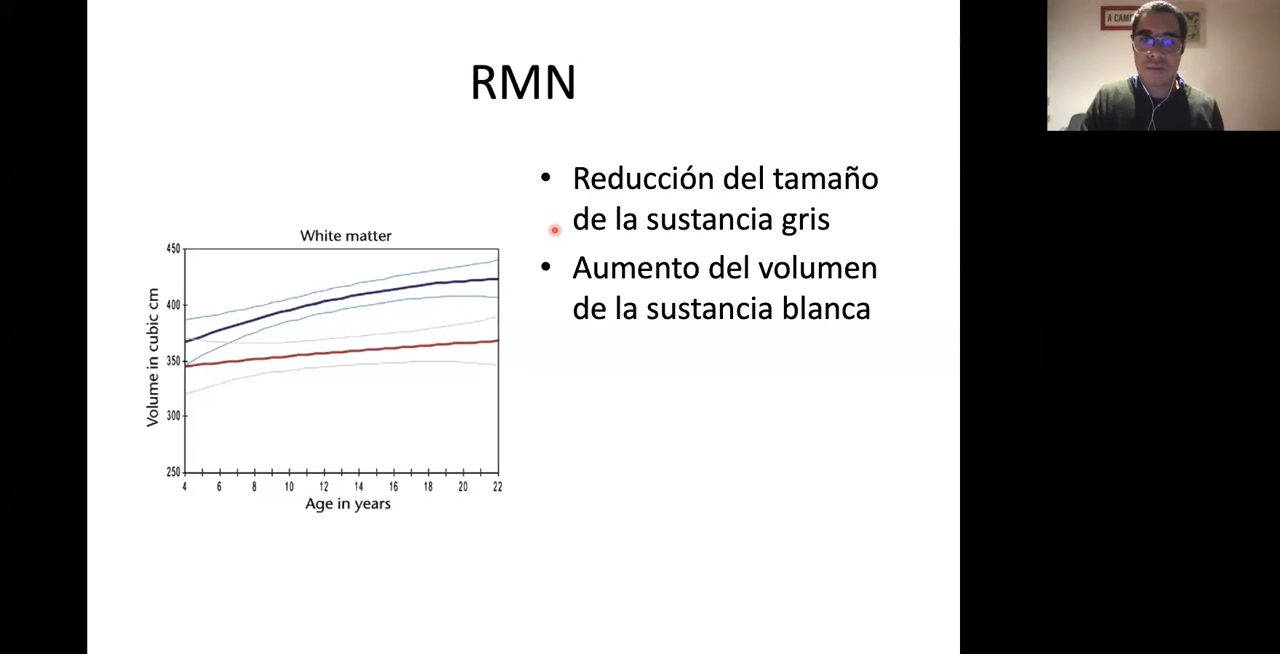 A CAM
RMN
• Reducción del tamaño
de la sustancia gris
• Aumento del volumen
de la sustancia blanca
White matter
Volume in cubic cm
450
400
350
300
250
4 6 8 10 12 14 16 18 20 22
Age in years